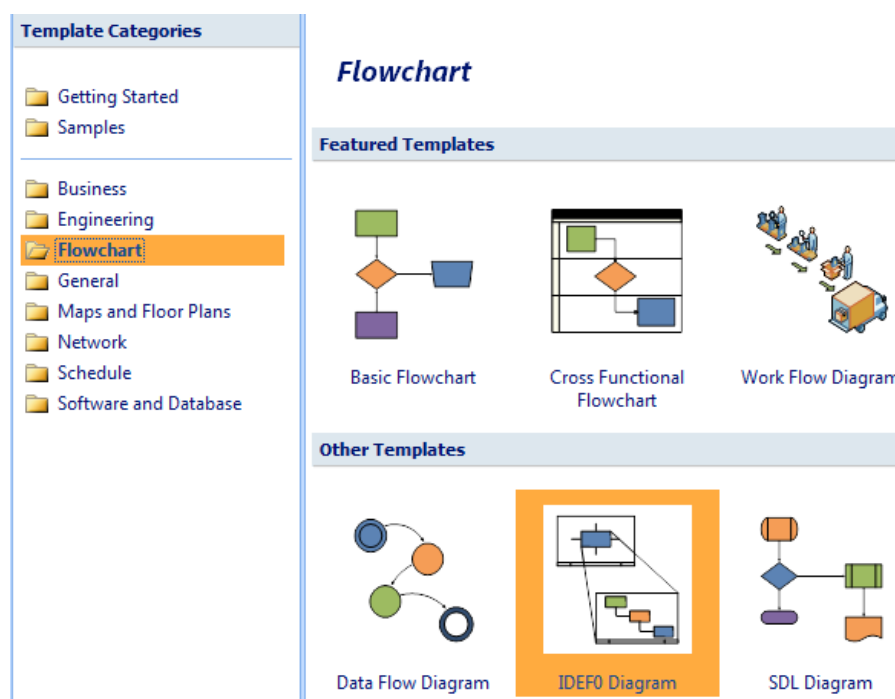 Template Categories
Getting Started
Samples
Business
Engineering
Flowchart
General
Maps and Floor Plans
Network
Schedule
Software and Database
Flowchart
Featured Templates
Basic Flowchart
Cross Functional
Flowchart
Work Flow Diagram
Other Templates
Data Flow Diagram
IDEF0 Diagram
SDL Diagram